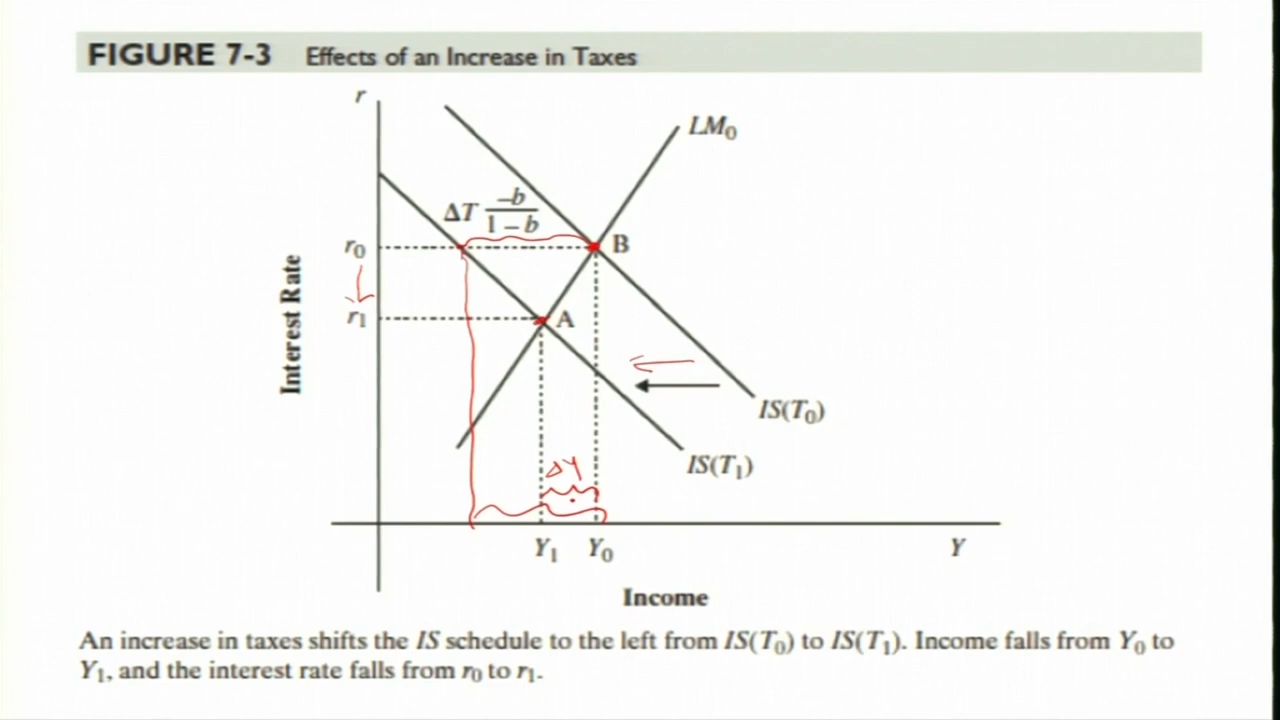 FIGURE 7-3 Effects of an Increase in Taxes
r
LM₀
ΔT −b/1 − b
r₀
B
r₁
A
Interest Rate
IS(T₀)
IS(T₁)
ΔY
Y₁ Y₀ Y
Income
An increase in taxes shifts the IS schedule to the left from IS(T₀) to IS(T₁). Income falls from Y₀ to
Y₁, and the interest rate falls from r₀ to r₁.